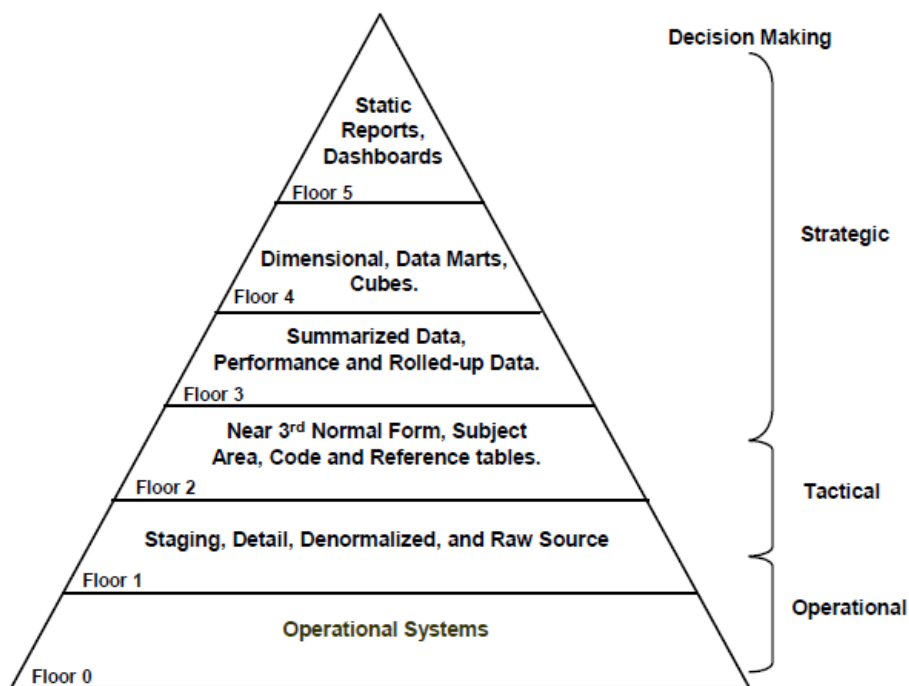 Decision Making
Static
Reports,
Dashboards
Floor 5
Strategic
Dimensional, Data Marts,
Cubes.
Floor 4
Summarized Data,
Performance and Rolled-up Data.
Floor 3
Near 3rd Normal Form, Subject
Area, Code and Reference tables.
Floor 2
Tactical
Staging, Detail, Denormalized, and Raw Source
Floor 1
Operational
Operational Systems
Floor 0